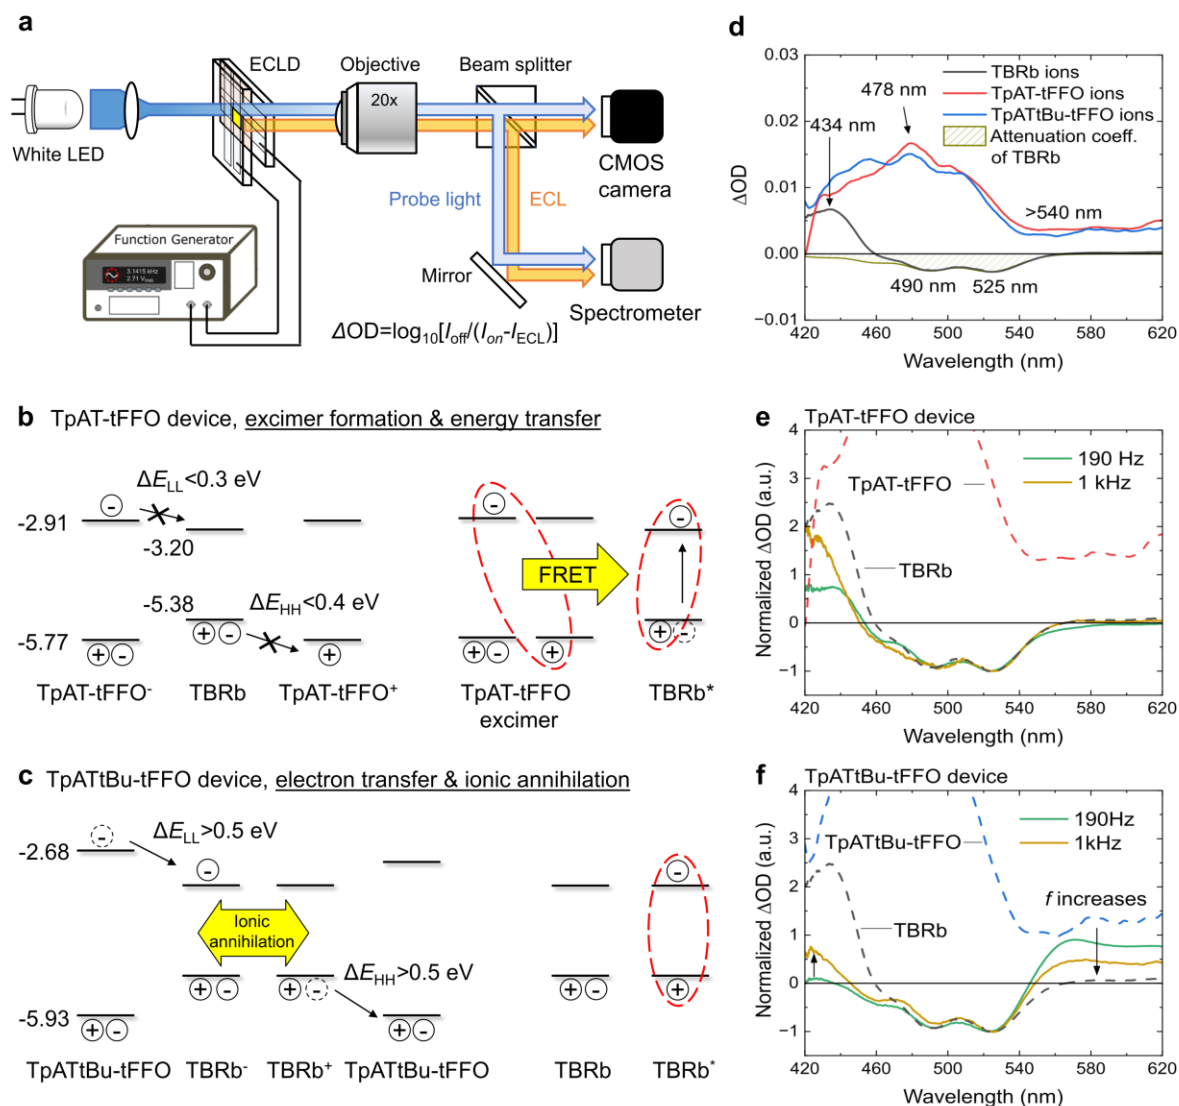 a
White LED
ECLD
Objective
20x
Beam splitter
CMOS
camera
Probe light
ECL
Mirror
Spectrometer
Function Generator
3.1415 kHz
2.71 VRMS
ΔOD=log₁₀[I_off/(I_on-I_ECL)]
b TpAT-tFFO device, excimer formation & energy transfer
ΔE_LL<0.3 eV
-
-2.91
-3.20
-5.38
ΔE_HH<0.4 eV
-5.77
+ -
+ -
+
TpAT-tFFO⁻
TBRb
TpAT-tFFO⁺
-
FRET
-
+ -
+
+ -
TpAT-tFFO
excimer
TBRb*
c TpATtBu-tFFO device, electron transfer & ionic annihilation
-
ΔE_LL>0.5 eV
-2.68
-
-
Ionic
annihilation
ΔE_HH>0.5 eV
+ -
+ -
+ -
+
-5.93
+ -
+ -
TpATtBu-tFFO
TBRb⁻
TBRb⁺
TpATtBu-tFFO
TBRb
TBRb*
d
0.03
0.02
0.01
0.00
−0.01
ΔOD
TBRb ions
TpAT-tFFO ions
TpATtBu-tFFO ions
Attenuation coeff.
of TBRb
478 nm
434 nm
>540 nm
490 nm
525 nm
420 460 500 540 580 620
Wavelength (nm)
e TpAT-tFFO device
4
3
2
1
0
−1
Normalized ΔOD (a.u.)
190 Hz
1 kHz
TpAT-tFFO
TBRb
420 460 500 540 580 620
Wavelength (nm)
f TpATtBu-tFFO device
4
3
2
1
0
−1
Normalized ΔOD (a.u.)
190Hz
1kHz
TpATtBu-tFFO
f increases
TBRb
420 460 500 540 580 620
Wavelength (nm)